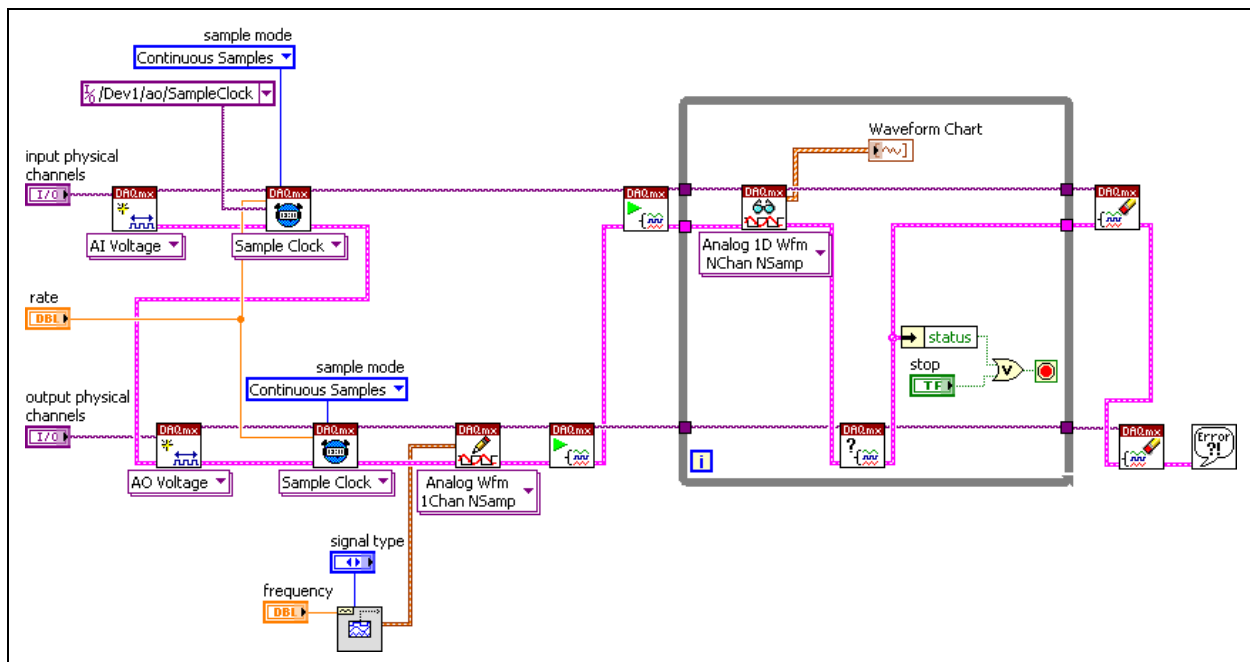 sample mode
Continuous Samples
I/O /Dev1/ao/SampleClock
input physical
channels
I/O
DAQmx
DAQmx
AI Voltage
Sample Clock
DAQmx
DAQmx
Analog 1D Wfm
NChan NSamp
Waveform Chart
DAQmx
rate
DBL
status
stop
TF
sample mode
Continuous Samples
output physical
channels
I/O
DAQmx
AO Voltage
DAQmx
Sample Clock
DAQmx
Analog Wfm
1Chan NSamp
DAQmx
i
DAQmx
?
DAQmx
Error
?!
signal type
frequency
DBL